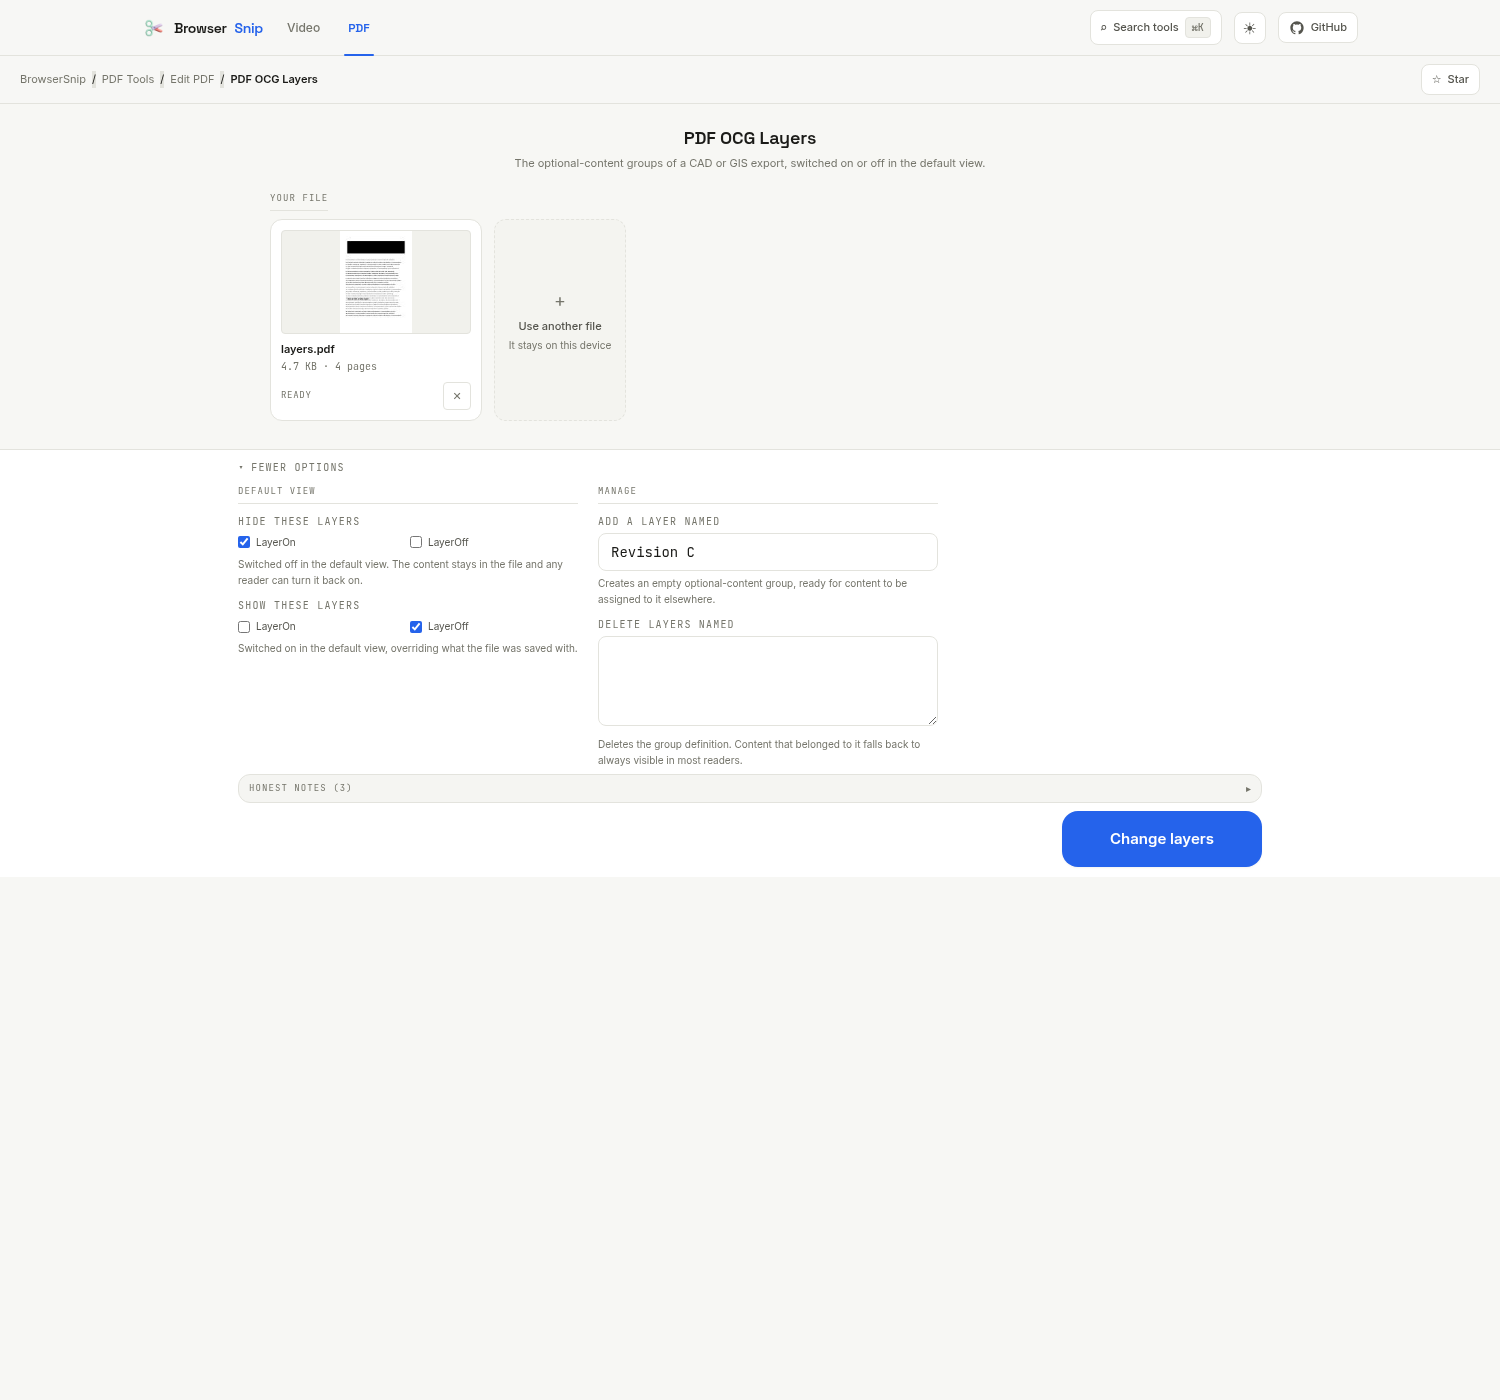 Browser Snip Video PDF Search tools ⌘K GitHub
BrowserSnip / PDF Tools / Edit PDF / PDF OCG Layers ☆ Star
PDF OCG Layers
The optional-content groups of a CAD or GIS export, switched on or off in the default view.
YOUR FILE
layers.pdf
4.7 KB · 4 pages
READY
×
+
Use another file
It stays on this device
▾ FEWER OPTIONS
DEFAULT VIEW
HIDE THESE LAYERS
LayerOn LayerOff
Switched off in the default view. The content stays in the file and any
reader can turn it back on.
SHOW THESE LAYERS
LayerOn LayerOff
Switched on in the default view, overriding what the file was saved with.
MANAGE
ADD A LAYER NAMED
Revision C
Creates an empty optional-content group, ready for content to be
assigned to it elsewhere.
DELETE LAYERS NAMED
Deletes the group definition. Content that belonged to it falls back to
always visible in most readers.
HONEST NOTES (3) ▸
Change layers